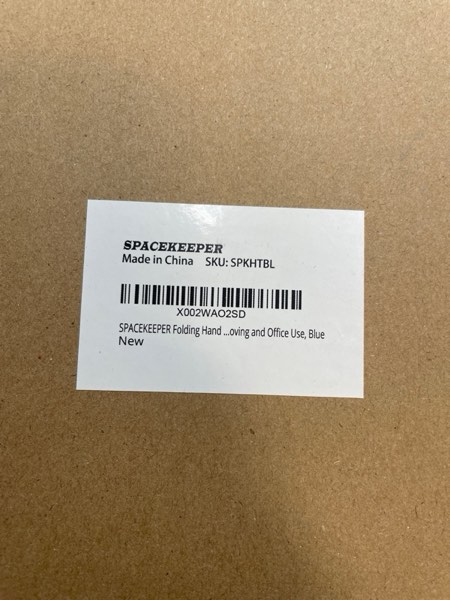 SPACEKEEPER
Made in China SKU: SPKHTBL
X002WAO2SD
SPACEKEEPER Folding Hand ...oving and Office Use, Blue
New